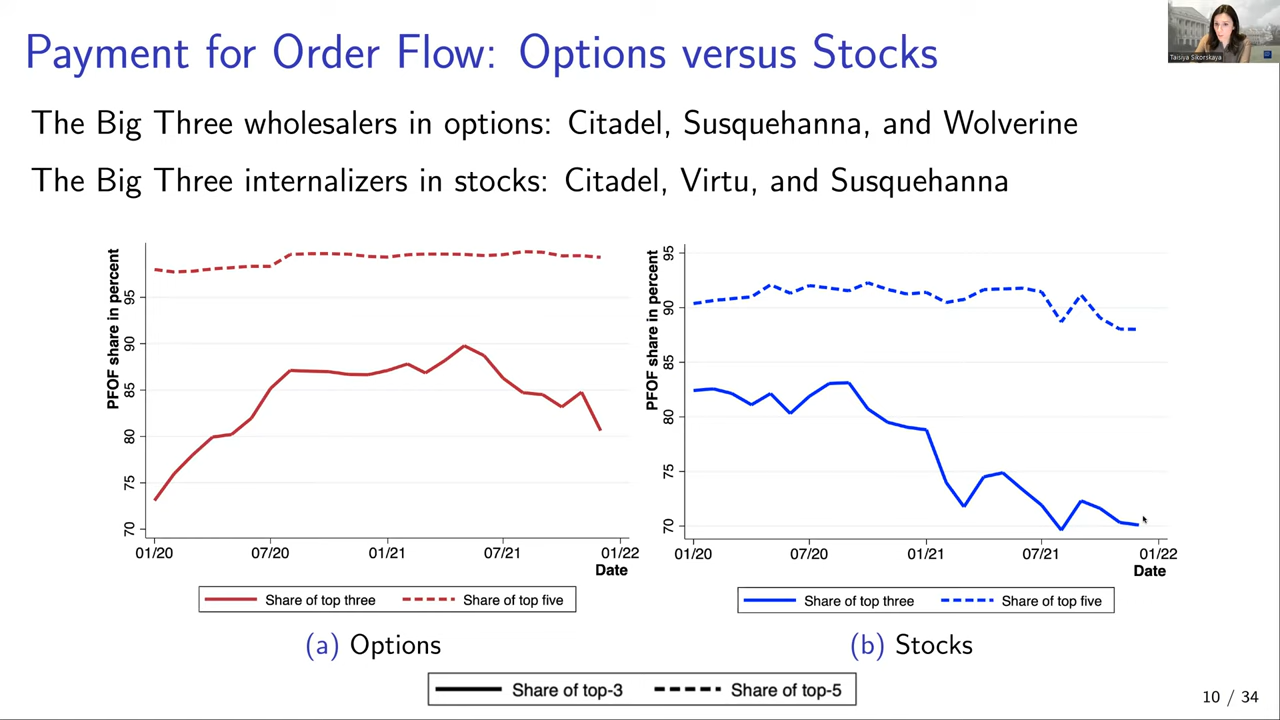 Payment for Order Flow: Options versus Stocks
Taisiya Sikorskaya
The Big Three wholesalers in options: Citadel, Susquehanna, and Wolverine
The Big Three internalizers in stocks: Citadel, Virtu, and Susquehanna
PFOF share in percent
95
90
85
80
75
70
01/20 07/20 01/21 07/21 01/22
Date
Share of top three Share of top five
(a) Options
PFOF share in percent
95
90
85
80
75
70
01/20 07/20 01/21 07/21 01/22
Date
Share of top three Share of top five
(b) Stocks
Share of top-3 Share of top-5
10 / 34